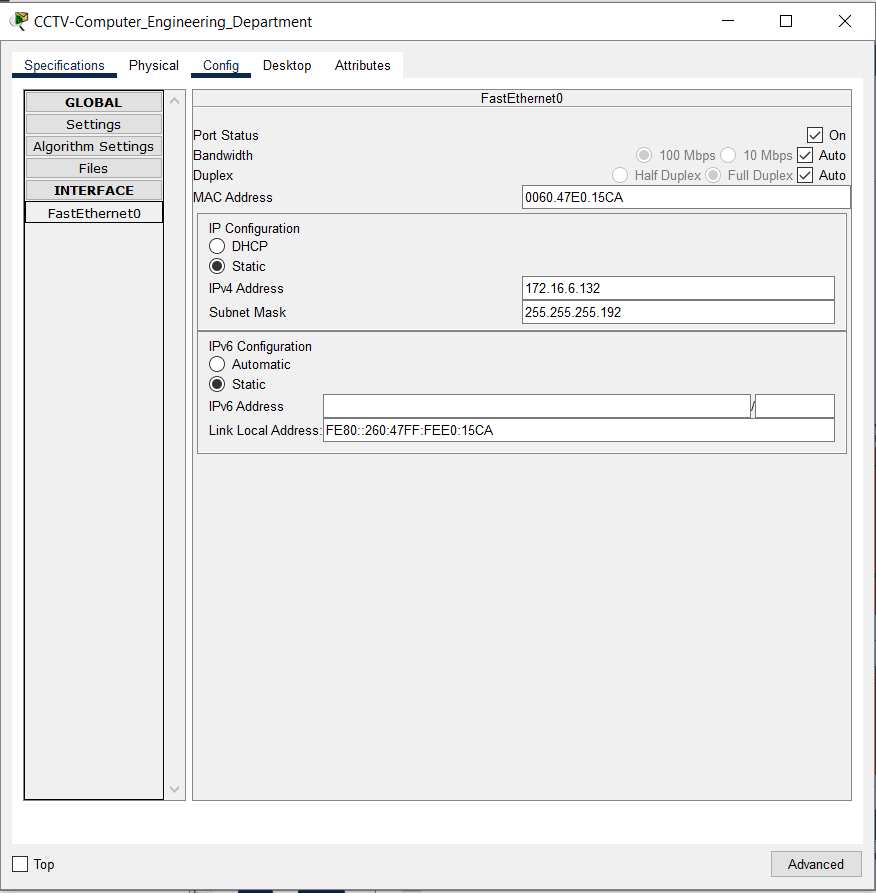 CCTV-Computer_Engineering_Department
Specifications Physical Config Desktop Attributes
GLOBAL
Settings
Algorithm Settings
Files
INTERFACE
FastEthernet0
FastEthernet0
Port Status On
Bandwidth 100 Mbps 10 Mbps Auto
Duplex Half Duplex Full Duplex Auto
MAC Address 0060.47E0.15CA
IP Configuration
DHCP
Static
IPv4 Address 172.16.6.132
Subnet Mask 255.255.255.192
IPv6 Configuration
Automatic
Static
IPv6 Address /
Link Local Address: FE80::260:47FF:FEE0:15CA
Top Advanced